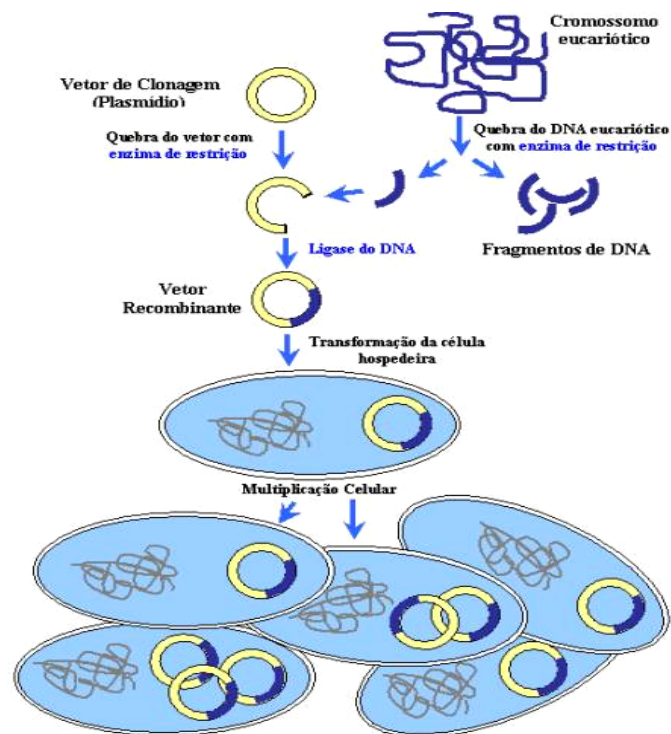 Cromossomo
eucariótico
Vetor de Clonagem
(Plasmídio)
Quebra do vetor com
enzima de restrição
Quebra do DNA eucariótico
com enzima de restrição
Ligase do DNA
Fragmentos de DNA
Vetor
Recombinante
Transformação da célula
hospedeira
Multiplicação Celular